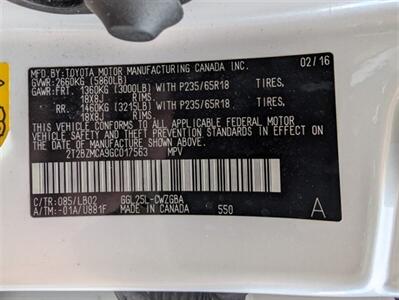 MFD.BY:TOYOTA MOTOR MANUFACTURING CANADA INC. 02/16
GVWR:2660KG (5860LB)
GAWR:FRT. 1360KG (3000LB) WITH P235/65R18 TIRES,
18X8J RIMS
RR. 1460KG (3215LB) WITH P235/65R18 TIRES,
18X8J RIMS
THIS VEHICLE CONFORMS TO ALL APPLICABLE FEDERAL MOTOR
VEHICLE SAFETY AND THEFT PREVENTION STANDARDS IN EFFECT ON
THE DATE OF MANUFACTURE SHOWN ABOVE.
2T2BZMCA9GC017563 MPV
C/TR:085/LB02 GGL25L-CWZGBA
A/TM:-01A/U881F MADE IN CANADA 550 A